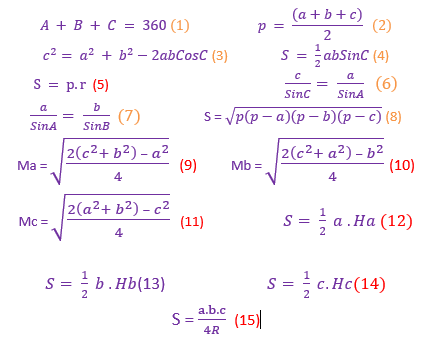 A + B + C = 360 (1) p = (a + b + c)/2 (2)
c² = a² + b² − 2abCosC (3) S = 1/2 abSinC (4)
S = p.r (5) c/SinC = a/SinA (6)
a/SinA = b/SinB (7) S = √p(p − a)(p − b)(p − c) (8)
Ma = √(2(c²+ b²) − a²)/4 (9) Mb = √(2(c²+ a²) − b²)/4 (10)
Mc = √(2(a²+ b²) − c²)/4 (11) S = 1/2 a .Ha (12)
S = 1/2 b .Hb(13) S = 1/2 c.Hc(14)
S = a.b.c/4R (15)